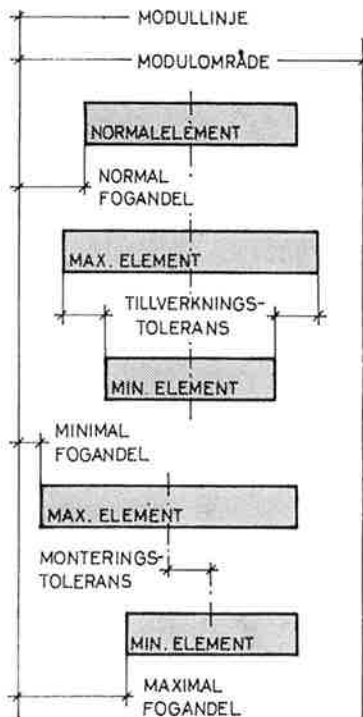 MODULLINJE
MODULOMRÅDE
NORMALELEMENT
NORMAL
FOGANDEL
MAX. ELEMENT
TILLVERKNINGS-
TOLERANS
MIN. ELEMENT
MINIMAL
FOGANDEL
MAX. ELEMENT
MONTERINGS-
TOLERANS
MIN. ELEMENT
MAXIMAL
FOGANDEL